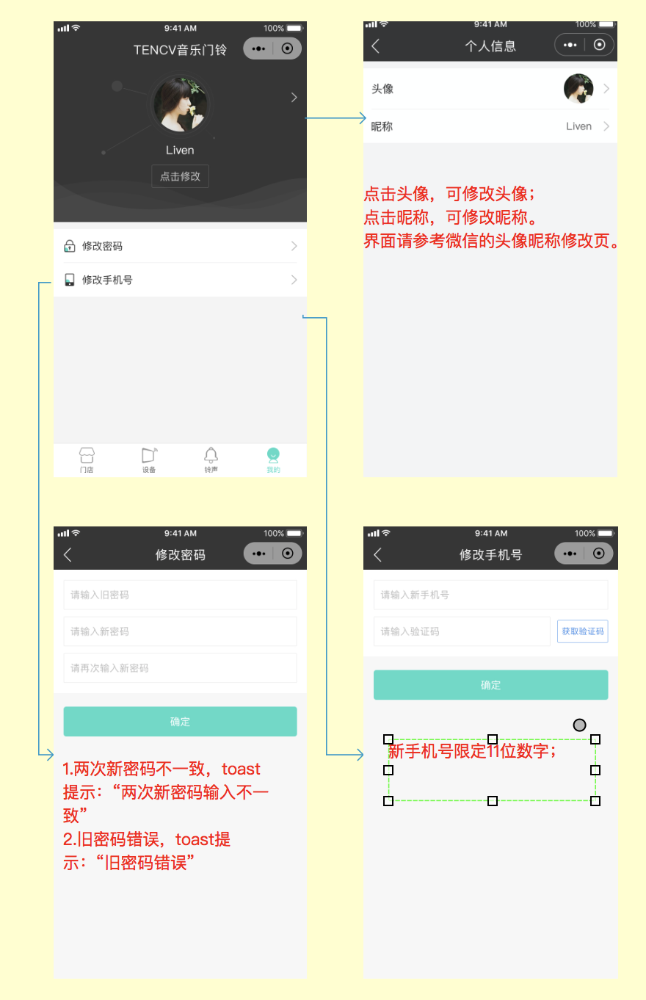 9:41 AM
100%
TENCV音乐门铃
Liven
点击修改
修改密码
修改手机号
门店
设备
铃声
我的
9:41 AM
100%
个人信息
头像
昵称
Liven
点击头像，可修改头像；
点击昵称，可修改昵称。
界面请参考微信的头像昵称修改页。
9:41 AM
100%
修改密码
请输入旧密码
请输入新密码
请再次输入新密码
确定
1.两次新密码不一致，toast
提示：“两次新密码输入不一
致”
2.旧密码错误，toast提
示：“旧密码错误”
9:41 AM
100%
修改手机号
请输入新手机号
请输入验证码
获取验证码
确定
新手机号限定11位数字；